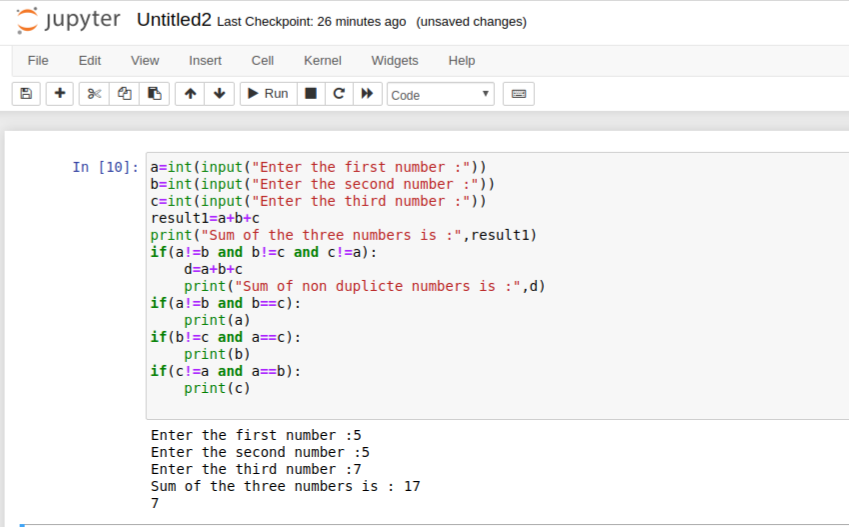 jupyter Untitled2 Last Checkpoint: 26 minutes ago (unsaved changes)
File Edit View Insert Cell Kernel Widgets Help
Run Code
In [10]: a=int(input("Enter the first number :"))
b=int(input("Enter the second number :"))
c=int(input("Enter the third number :"))
result1=a+b+c
print("Sum of the three numbers is :",result1)
if(a!=b and b!=c and c!=a):
    d=a+b+c
    print("Sum of non duplicte numbers is :",d)
if(a!=b and b==c):
    print(a)
if(b!=c and a==c):
    print(b)
if(c!=a and a==b):
    print(c)
Enter the first number :5
Enter the second number :5
Enter the third number :7
Sum of the three numbers is : 17
7